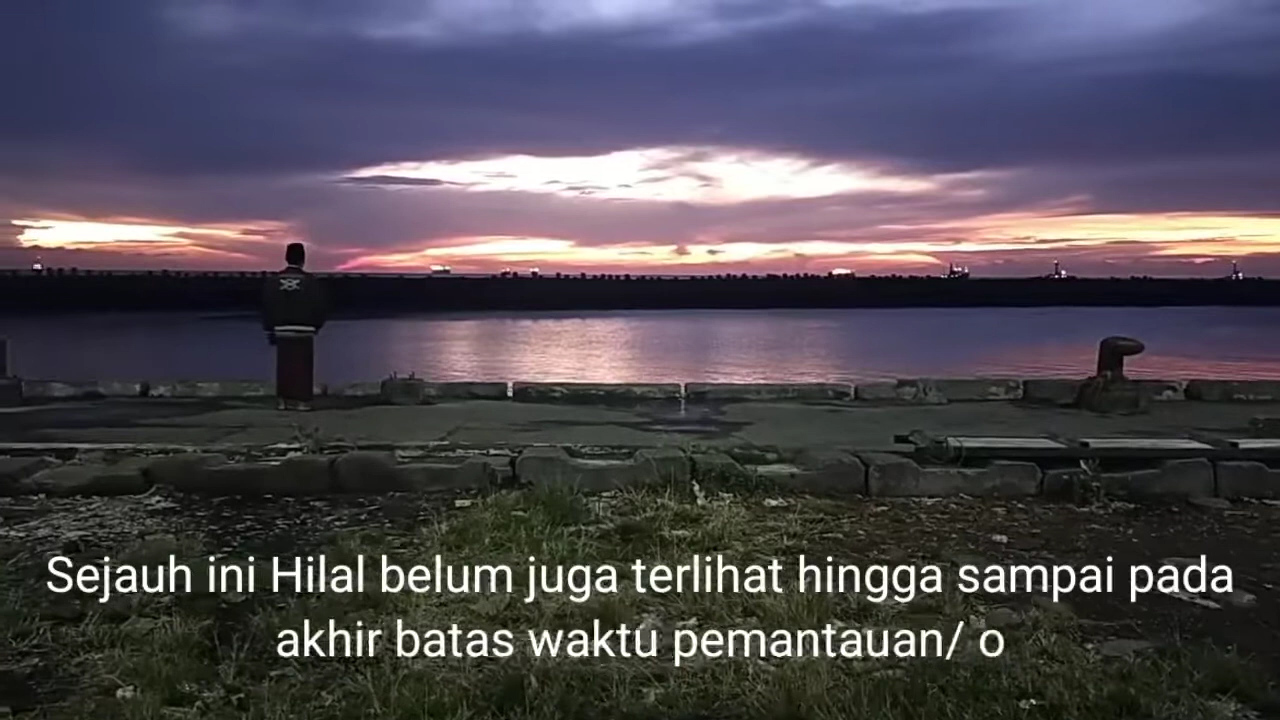 Sejauh ini Hilal belum juga terlihat hingga sampai pada
akhir batas waktu pemantauan/ o